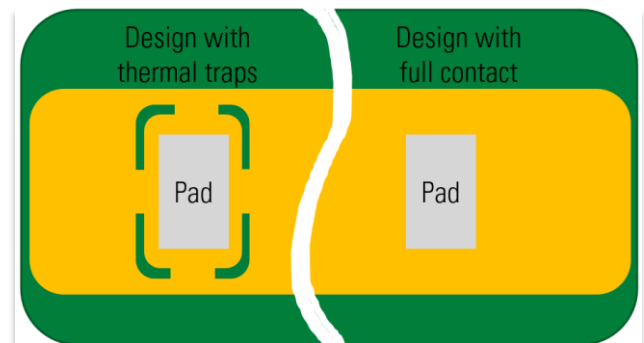 Design with
thermal traps
Design with
full contact
Pad
Pad